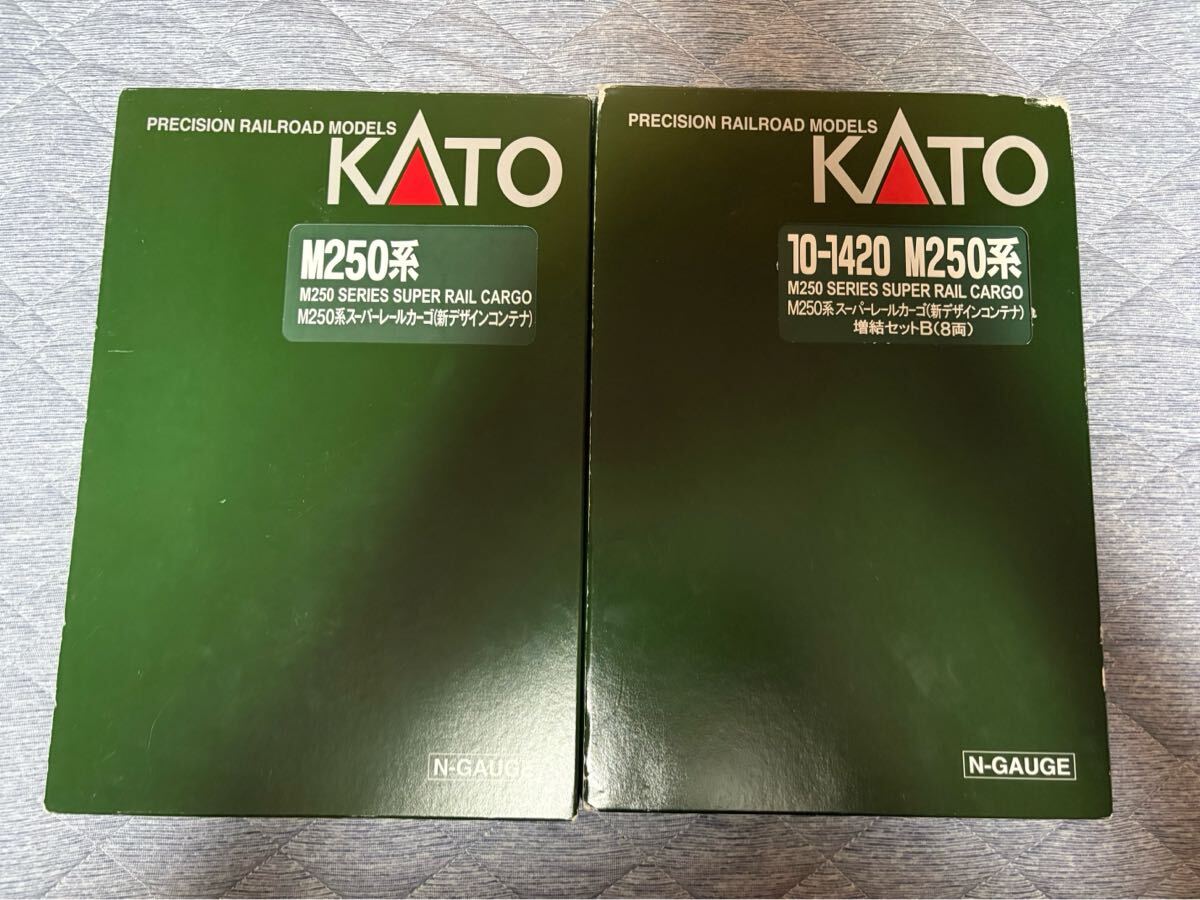 PRECISION RAILROAD MODELS
KATO
M250系
M250 SERIES SUPER RAIL CARGO
M250系スーパーレールカーゴ(新デザインコンテナ)
N-GAUGE
PRECISION RAILROAD MODELS
KATO
10-1420 M250系
M250 SERIES SUPER RAIL CARGO
M250系スーパーレールカーゴ(新デザインコンテナ)
増結セットB(8両)
N-GAUGE